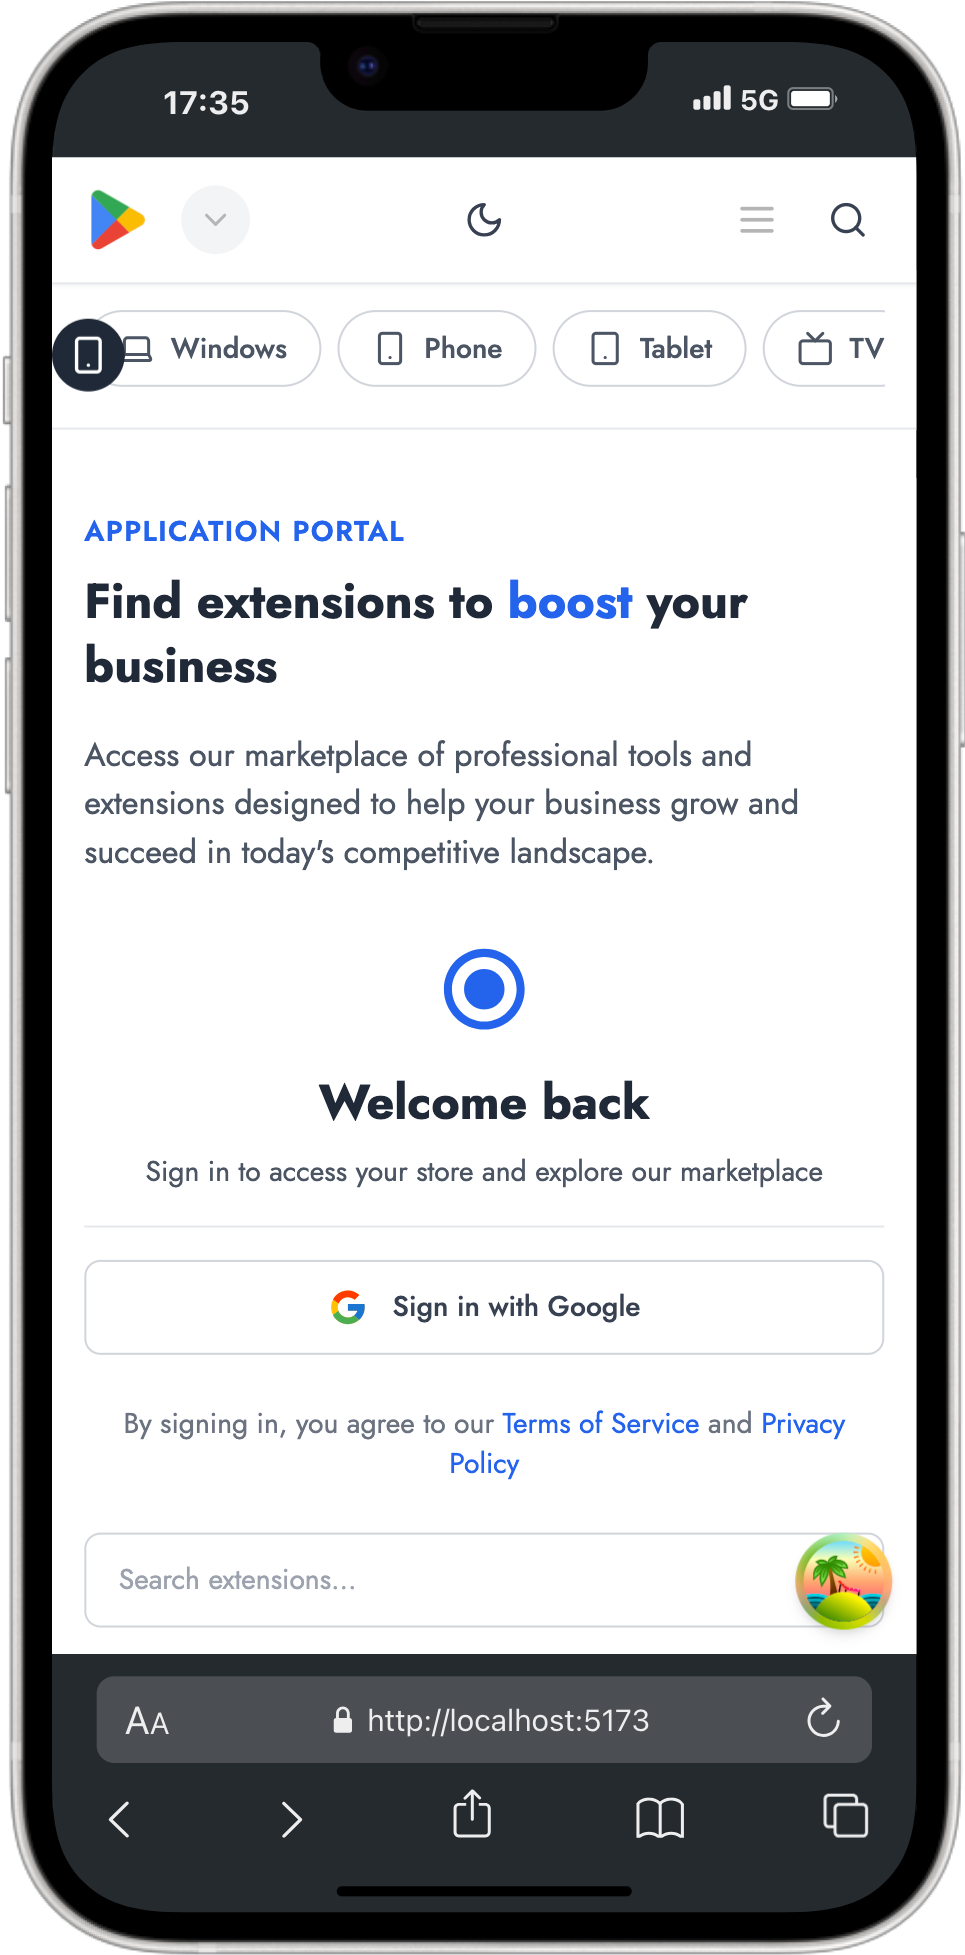 17:35
5G
Windows
Phone
Tablet
TV
APPLICATION PORTAL
Find extensions to boost your
business
Access our marketplace of professional tools and
extensions designed to help your business grow and
succeed in today's competitive landscape.
Welcome back
Sign in to access your store and explore our marketplace
Sign in with Google
By signing in, you agree to our Terms of Service and Privacy
Policy
Search extensions...
AA
http://localhost:5173